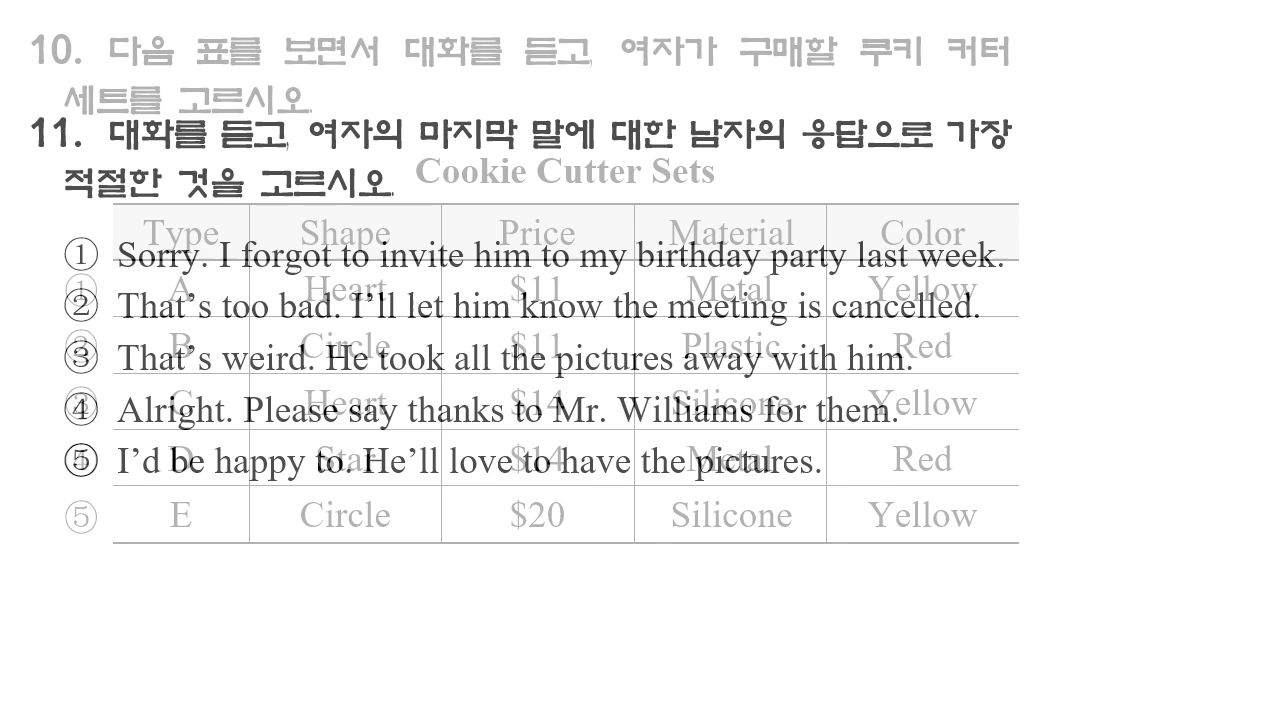 10. 다음 표를 보면서 대화를 듣고, 여자가 구매할 쿠키 커터
세트를 고르시오.
11. 대화를 듣고, 여자의 마지막 말에 대한 남자의 응답으로 가장
적절한 것을 고르시오.
① Sorry. I forgot to invite him to my birthday party last week.
② That’s too bad. I’ll let him know the meeting is cancelled.
③ That’s weird. He took all the pictures away with him.
④ Alright. Please say thanks to Mr. Williams for them.
⑤ I’d be happy to. He’ll love to have the pictures.
Cookie Cutter Sets
Type Shape Price Material Color
① A Heart $11 Metal Yellow
② B Circle $11 Plastic Red
③ C Heart $14 Silicone Yellow
④ D Star $14 Metal Red
⑤ E Circle $20 Silicone Yellow